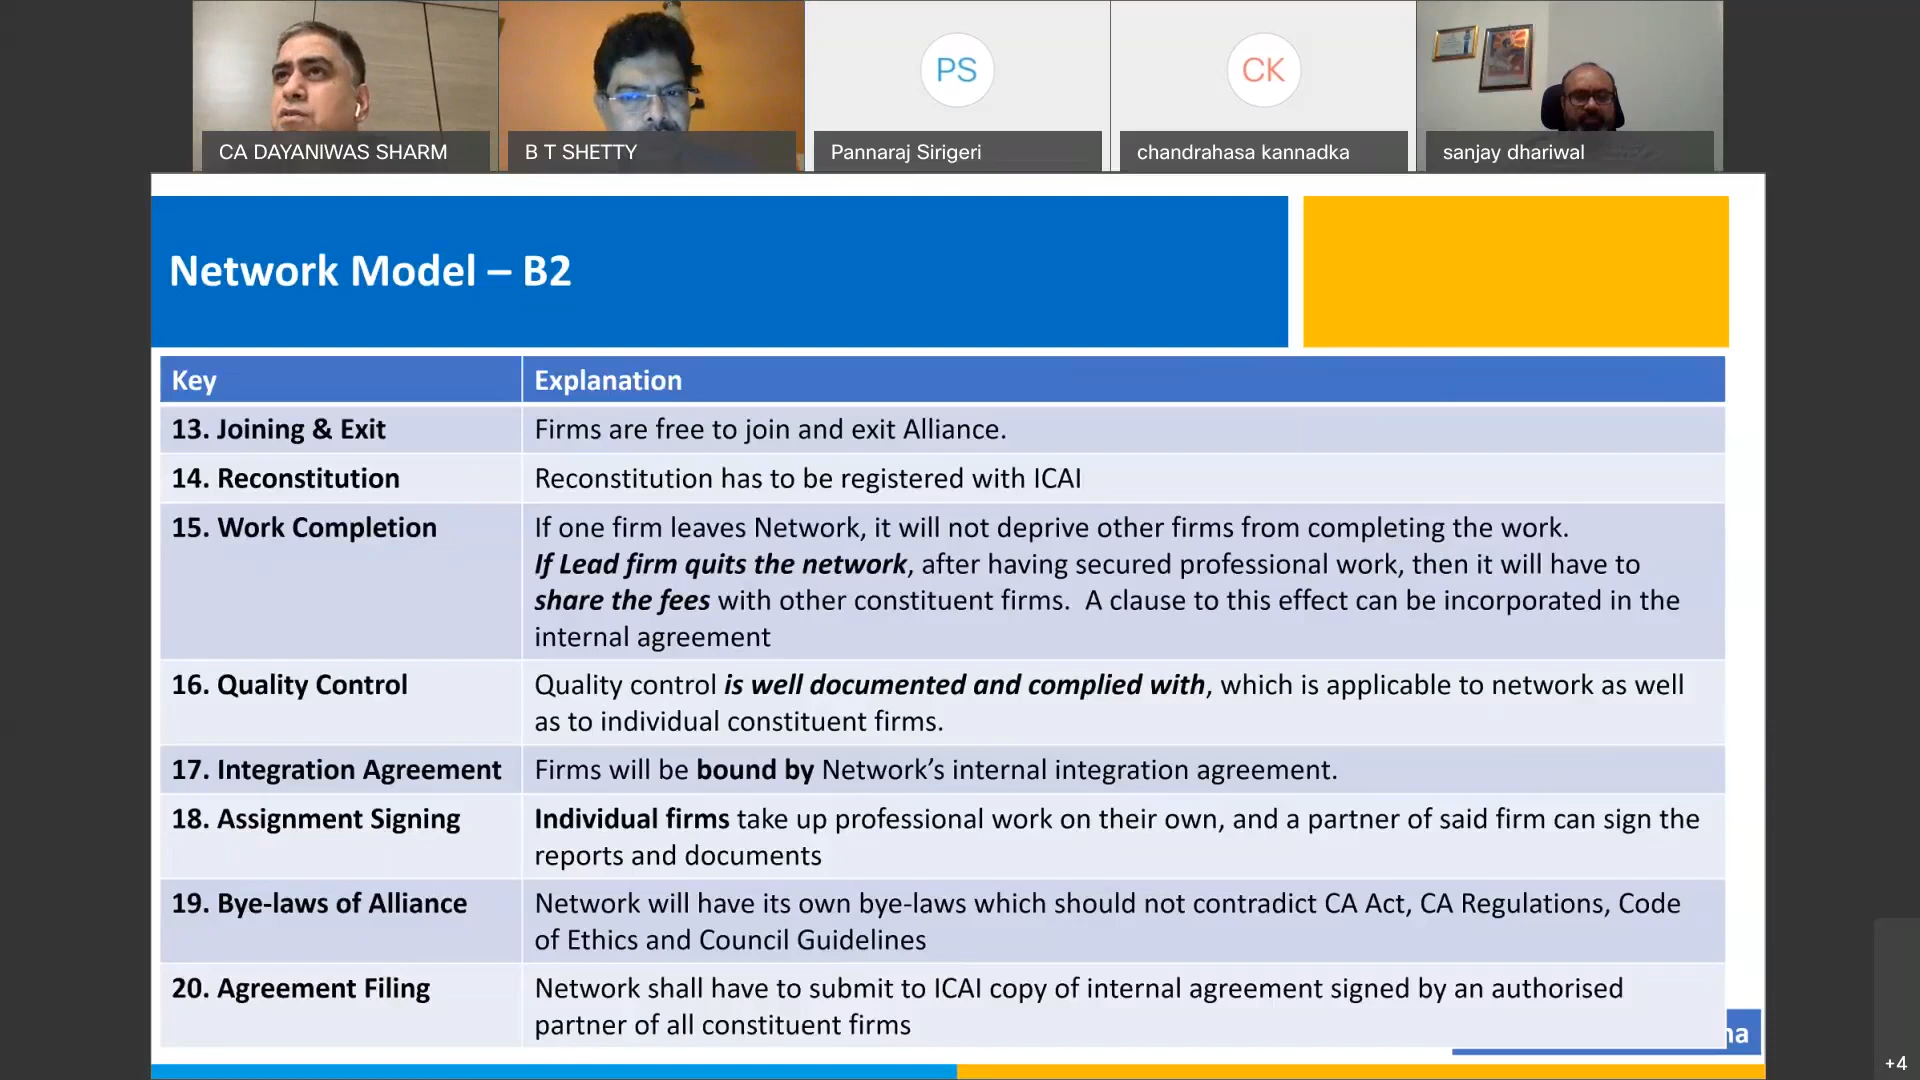 CA DAYANIWAS SHARM
B T SHETTY
PS
Pannaraj Sirigeri
CK
chandrahasa kannadka
sanjay dhariwal
Network Model – B2
Key
Explanation
13. Joining & Exit
Firms are free to join and exit Alliance.
14. Reconstitution
Reconstitution has to be registered with ICAI
15. Work Completion
If one firm leaves Network, it will not deprive other firms from completing the work.
If Lead firm quits the network, after having secured professional work, then it will have to
share the fees with other constituent firms.  A clause to this effect can be incorporated in the
internal agreement
16. Quality Control
Quality control is well documented and complied with, which is applicable to network as well
as to individual constituent firms.
17. Integration Agreement
Firms will be bound by Network’s internal integration agreement.
18. Assignment Signing
Individual firms take up professional work on their own, and a partner of said firm can sign the
reports and documents
19. Bye-laws of Alliance
Network will have its own bye-laws which should not contradict CA Act, CA Regulations, Code
of Ethics and Council Guidelines
20. Agreement Filing
Network shall have to submit to ICAI copy of internal agreement signed by an authorised
partner of all constituent firms
+4